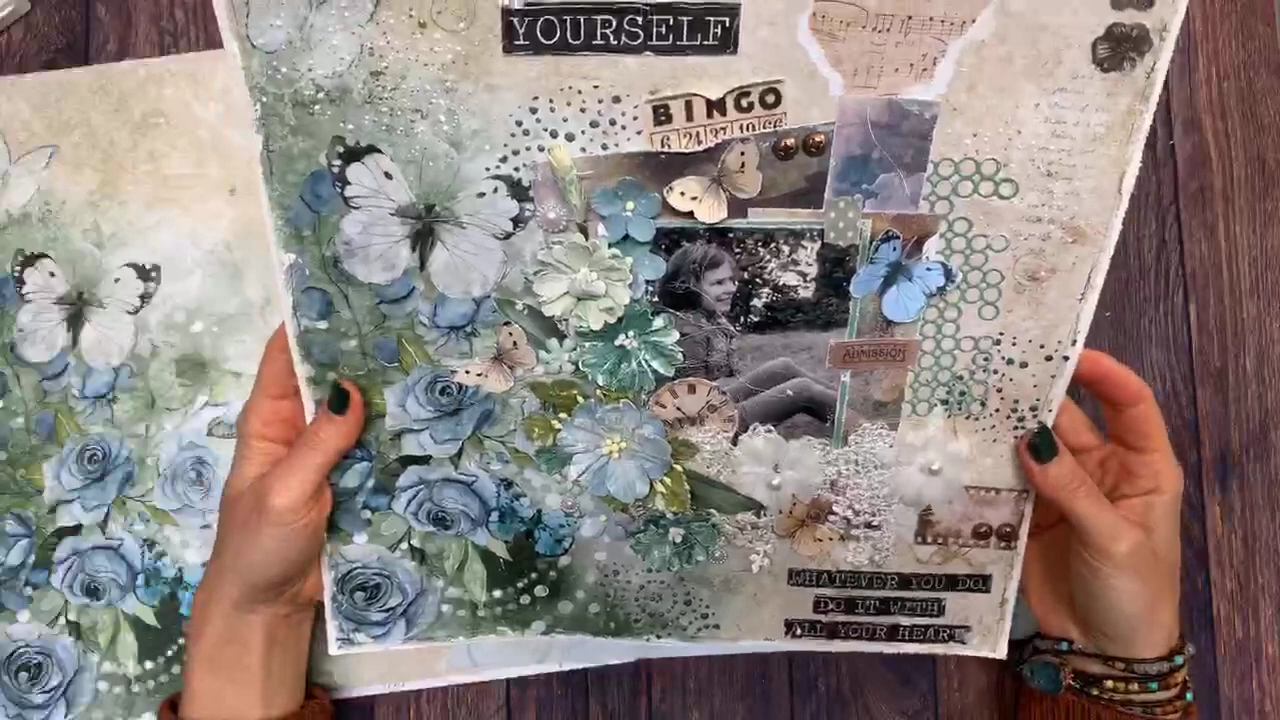 YOURSELF
BINGO
6 24 37 10 66
ADMISSION
WHATEVER YOU DO,
DO IT WITH
ALL YOUR HEART